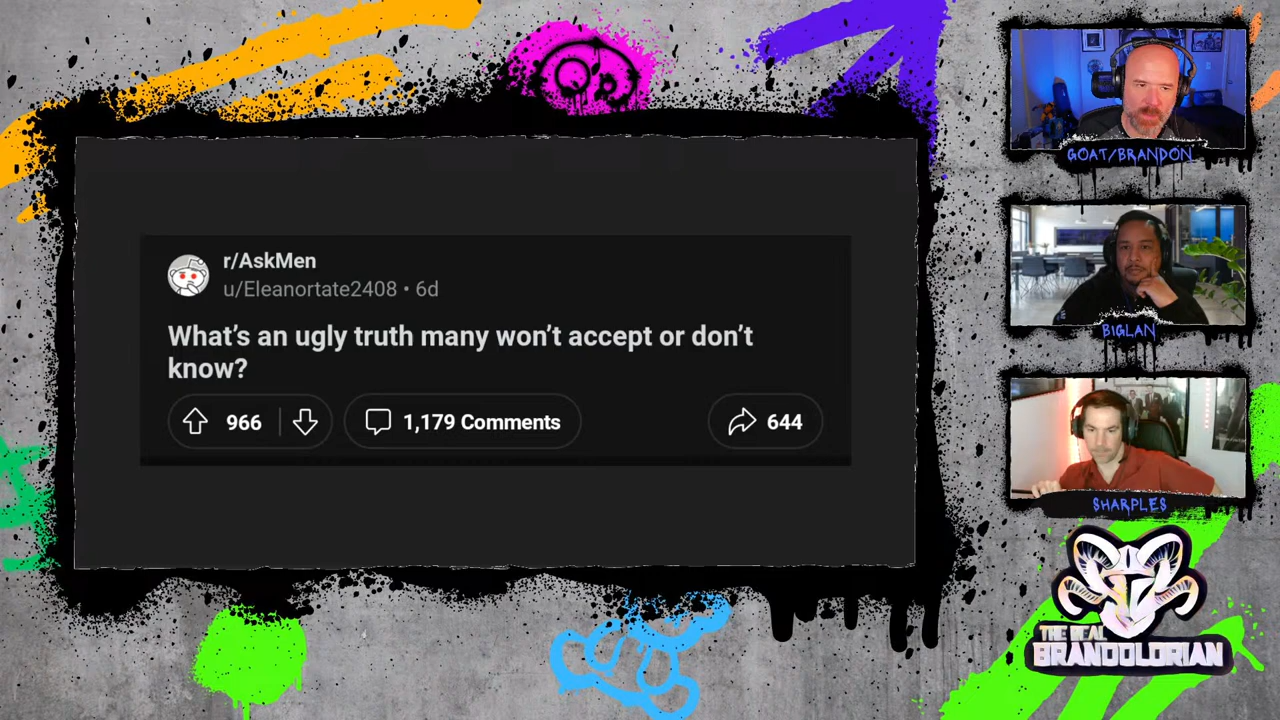 r/AskMen
u/Eleanortate2408 • 6d
What’s an ugly truth many won’t accept or don’t
know?
966
1,179 Comments
644
GOAT/BRANDON
BIGLAN
SHARPLES
THE REAL
BRANDOLORIAN